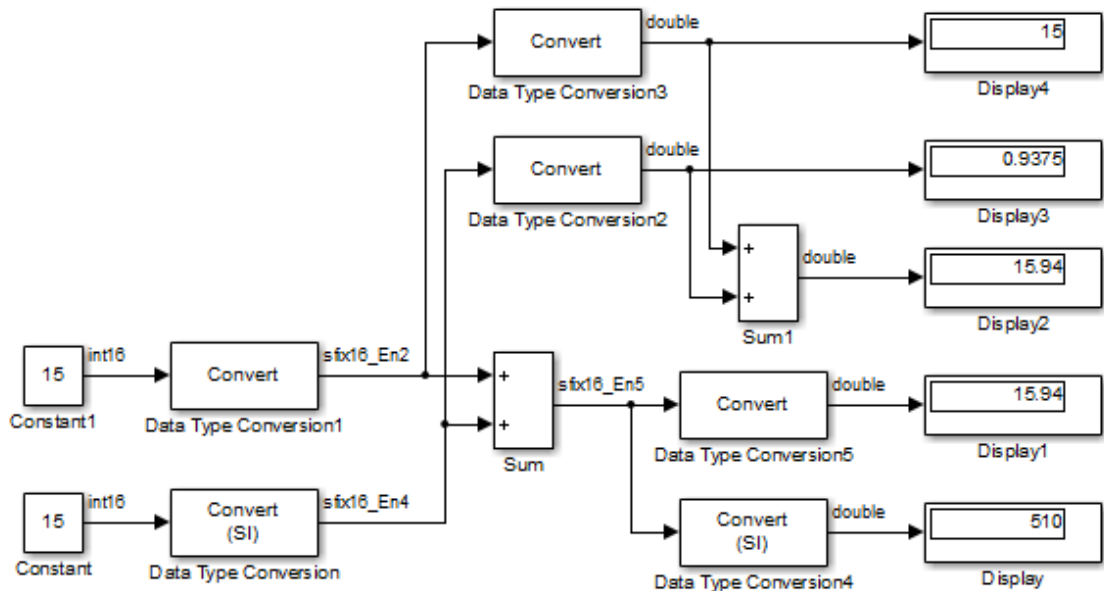 double
Convert
15
Data Type Conversion3
Display4
double
Convert
0.9375
Data Type Conversion2
Display3
+
double
15.94
+
Sum1
Display2
int16
sfix16_En2
15
Convert
+
sfix16_En5
double
15.94
Constant1
Data Type Conversion1
+
Convert
Display1
Sum
Data Type Conversion5
int16
sfix16_En4
15
Convert
(SI)
double
Convert
(SI)
510
Constant
Data Type Conversion
Data Type Conversion4
Display